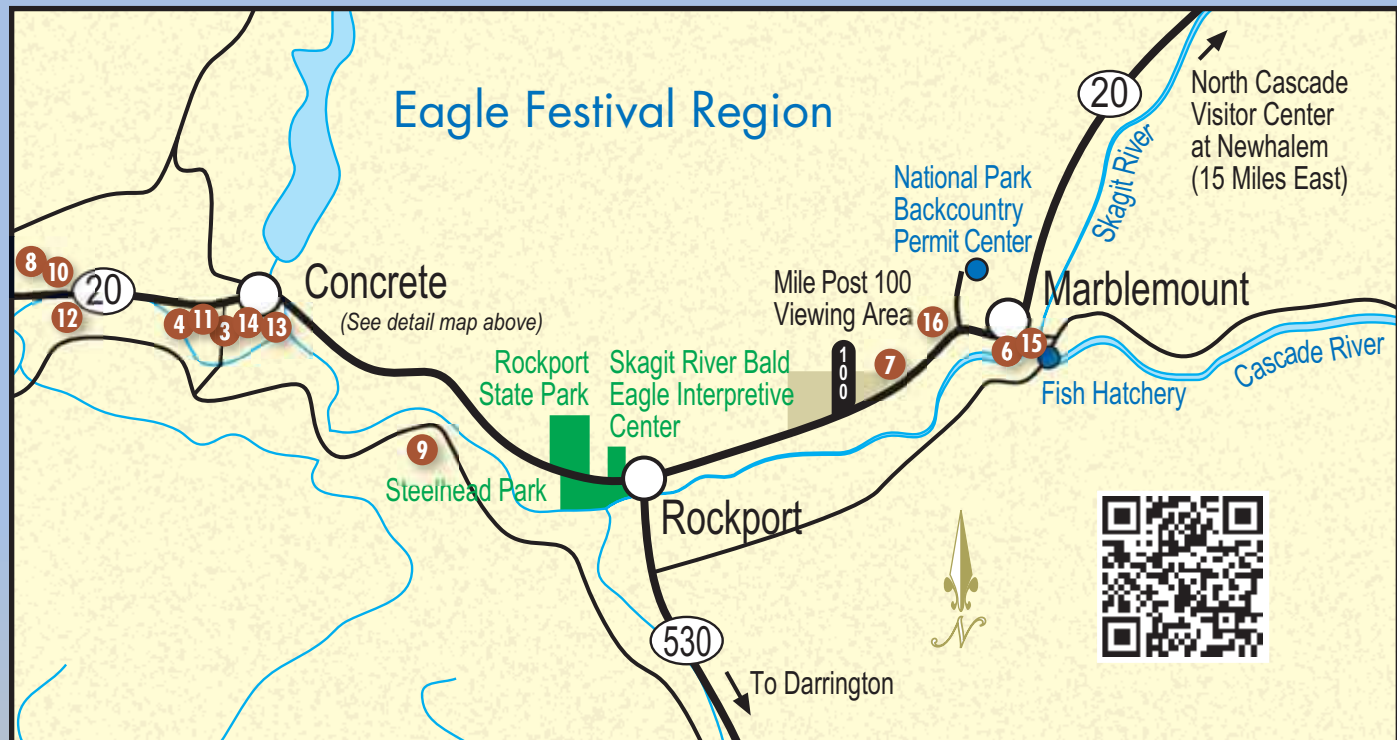 Eagle Festival Region
20
North Cascade
Visitor Center
at Newhalem
(15 Miles East)
Skagit River
National Park
Backcountry
Permit Center
8
10
20
12
Concrete
(See detail map above)
4
11
3
14
13
Mile Post 100
Viewing Area
16
Marblemount
6
15
7
100
Cascade River
Fish Hatchery
Rockport
State Park
Skagit River Bald
Eagle Interpretive
Center
9
Steelhead Park
Rockport
N
530
To Darrington